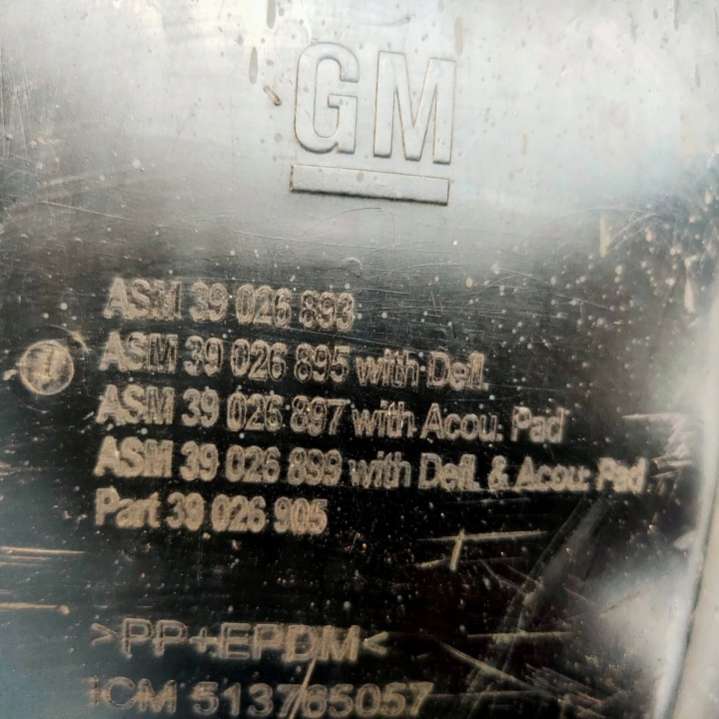 GM
ASM 39 026 893
ASM 39 026 895 with Defl.
ASM 39 026 897 with Acou. Pad
ASM 39 026 899 with Defl. & Acou. Pad
Part 39 026 905
>PP+EPDM<
ICM 513765057